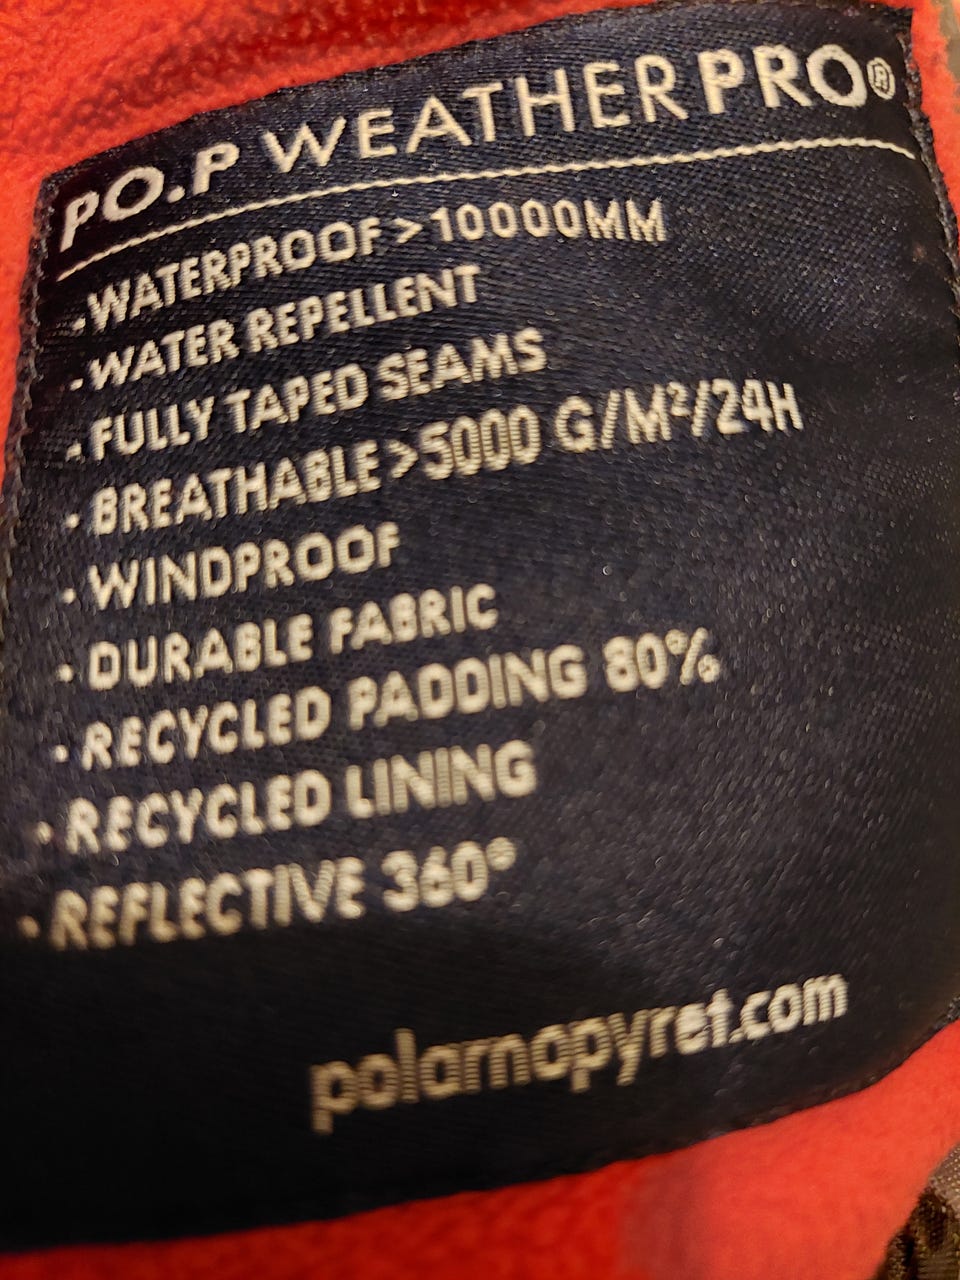 PO.P WEATHERPRO®
· WATERPROOF > 10000MM
· WATER REPELLENT
· FULLY TAPED SEAMS
· BREATHABLE > 5000 G/M²/24H
· WINDPROOF
· DURABLE FABRIC
· RECYCLED PADDING 80%
· RECYCLED LINING
· REFLECTIVE 360°
polarnopyret.com